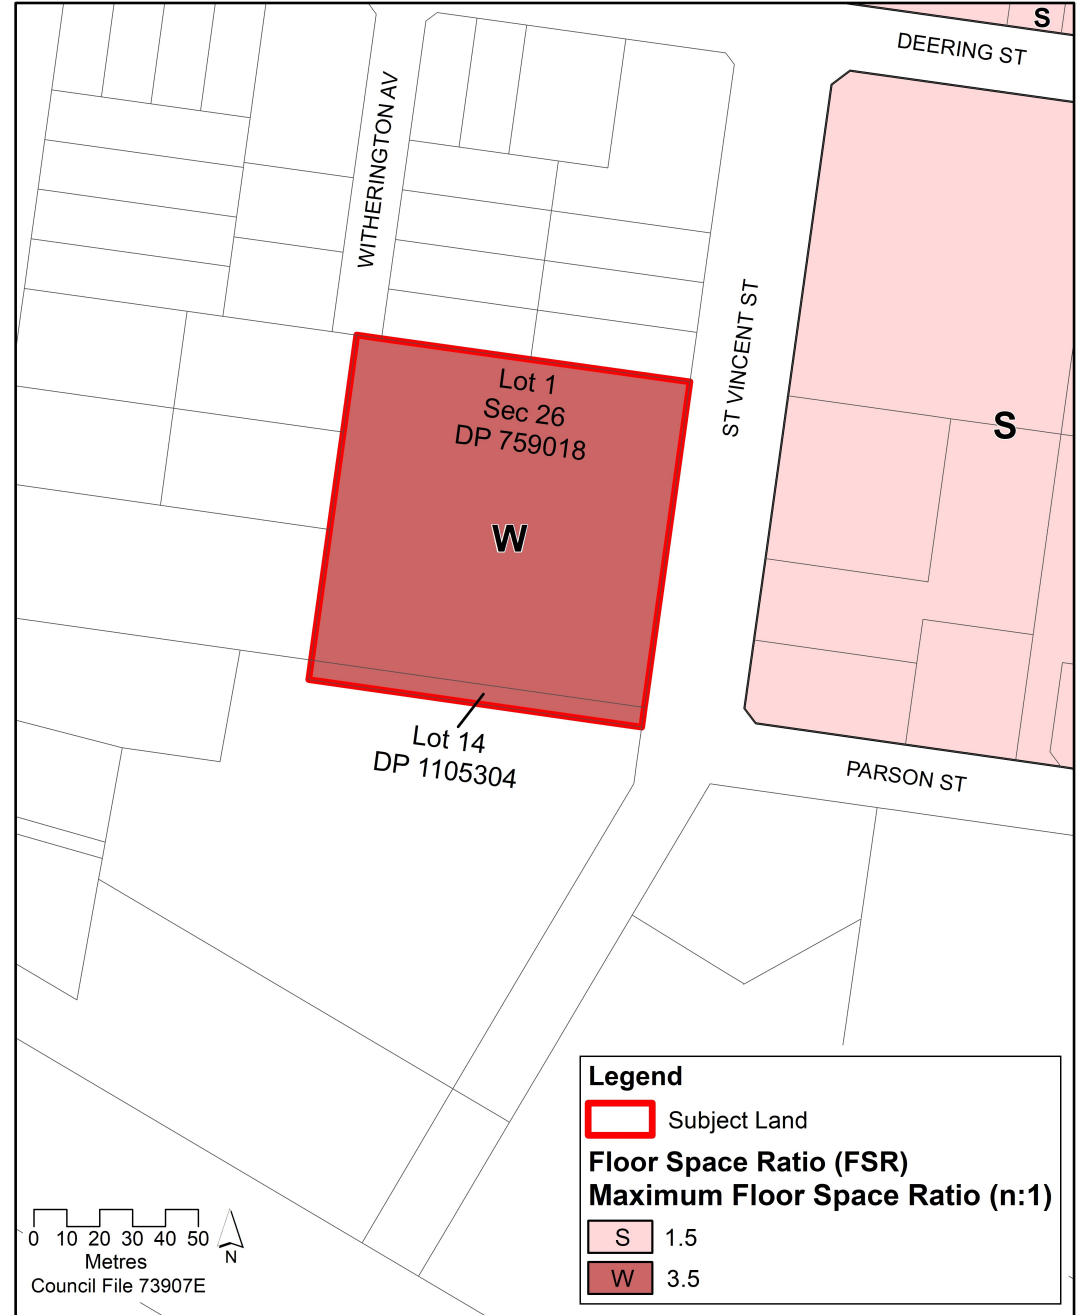 S
DEERING ST
WITHERINGTON AV
ST VINCENT ST
Lot 1
Sec 26
DP 759018
S
W
Lot 14
DP 1105304
PARSON ST
Legend
Subject Land
Floor Space Ratio (FSR)
Maximum Floor Space Ratio (n:1)
S 1.5
W 3.5
0 10 20 30 40 50
Metres
N
Council File 73907E